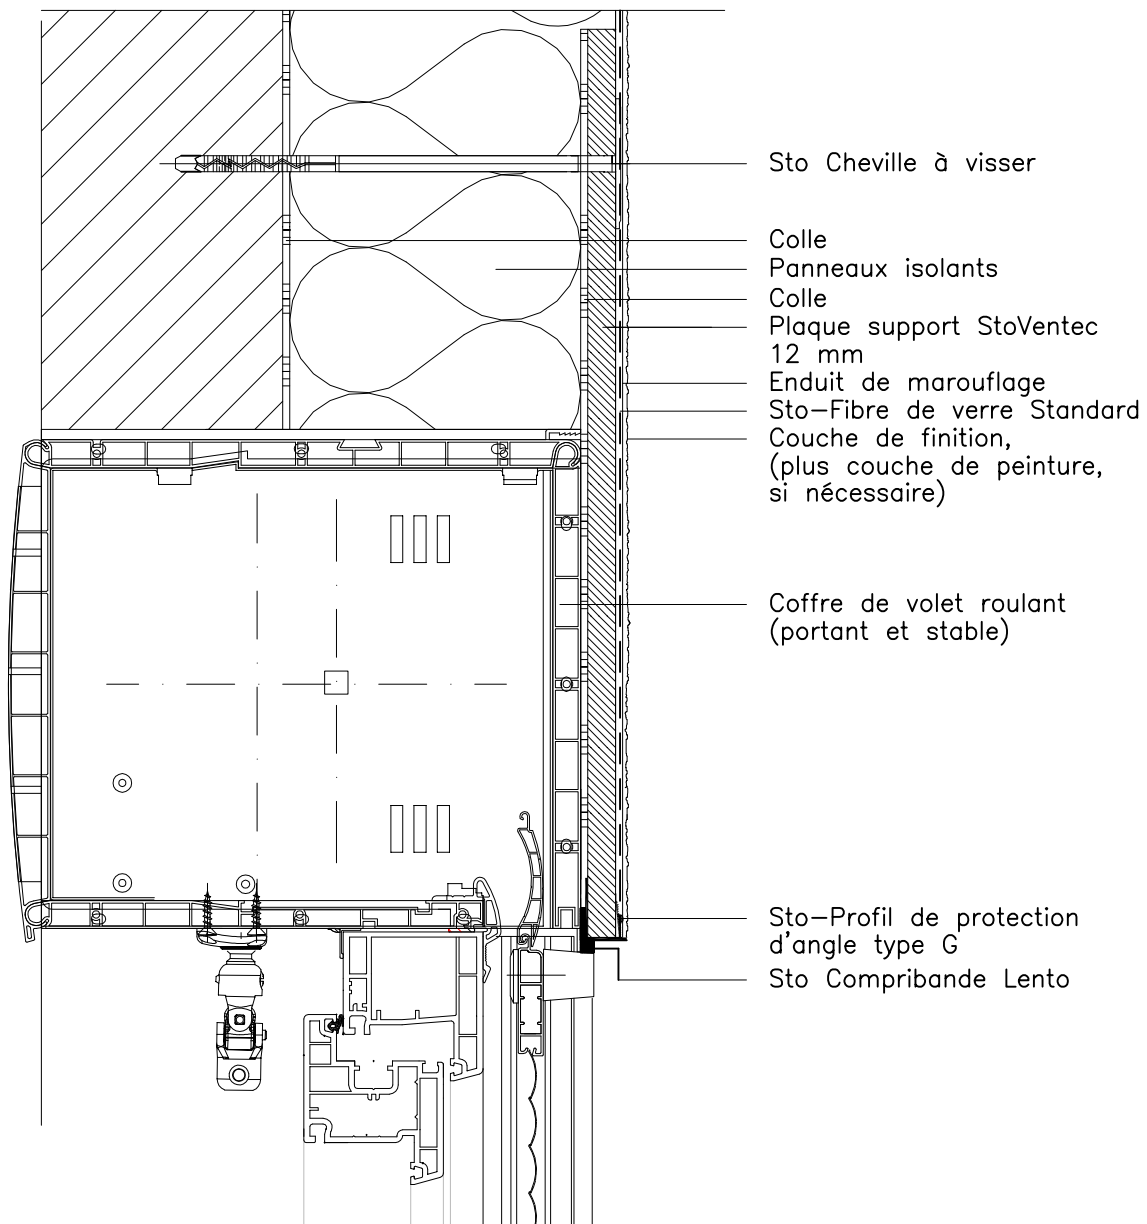 Sto Cheville à visser
Colle
Panneaux isolants
Colle
Plaque support StoVentec
12 mm
Enduit de marouflage
Sto-Fibre de verre Standard
Couche de finition,
(plus couche de peinture,
si nécessaire)
Coffre de volet roulant
(portant et stable)
Sto-Profil de protection
d'angle type G
Sto Compribande Lento